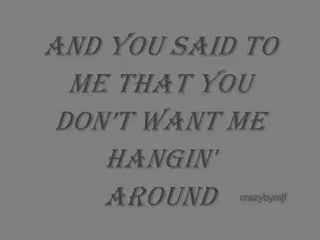 AND YOU SAID TO
ME THAT YOU
DON'T WANT ME
HANGIN'
AROUND
crazybymjf